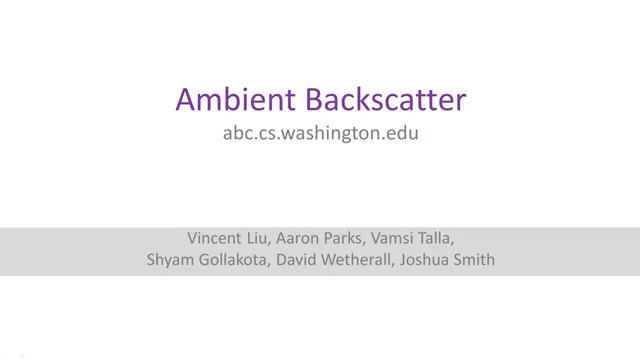 Ambient Backscatter
abc.cs.washington.edu
Vincent Liu, Aaron Parks, Vamsi Talla,
Shyam Gollakota, David Wetherall, Joshua Smith